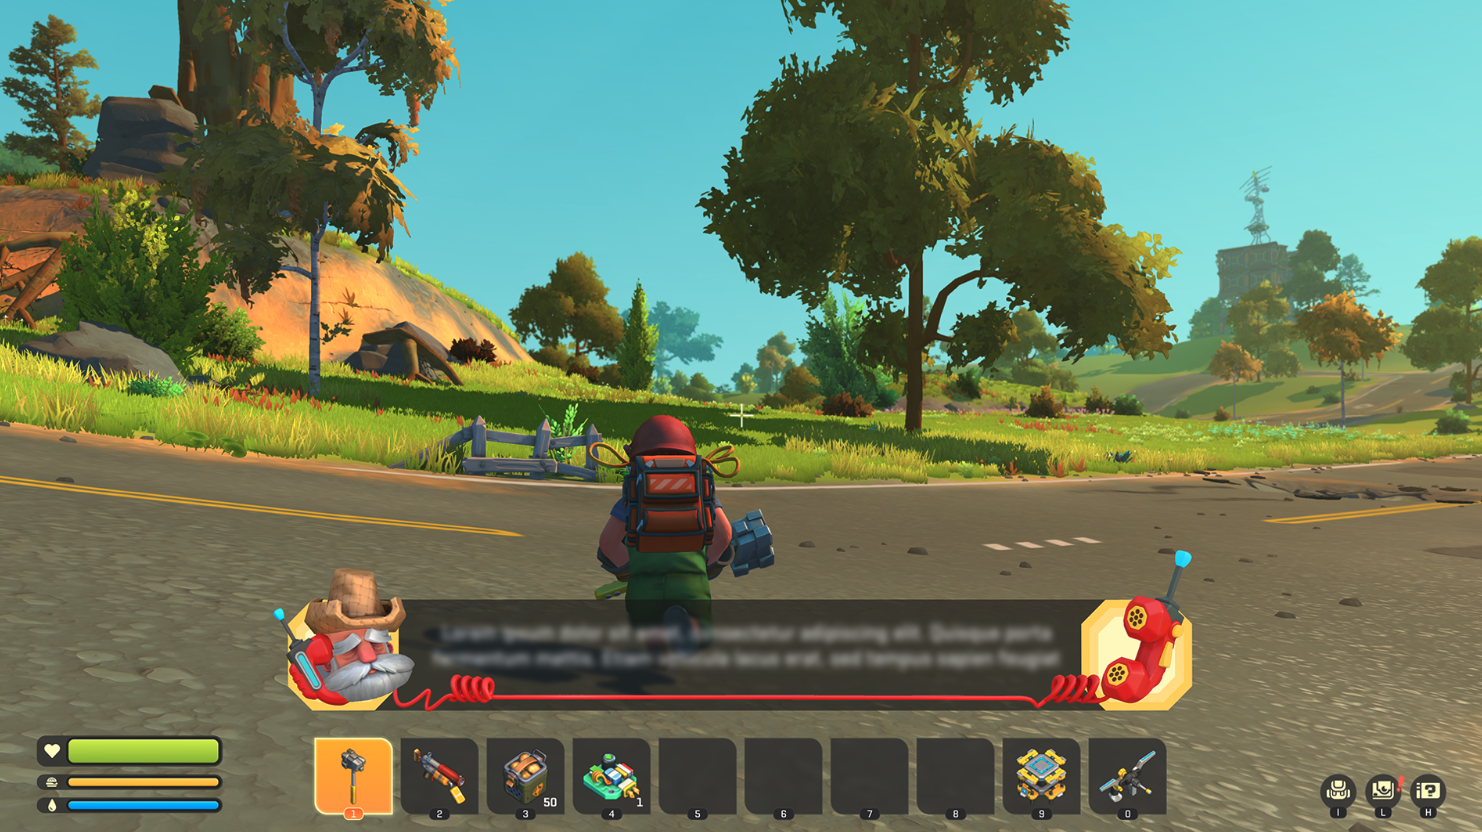 Lorem ipsum dolor sit amet, consectetur adipiscing elit. Quisque porta
fermentum mattis. Etiam vehicula lacus erat, sed tempus sapien feugiat
50
1
1
2
3
4
5
6
7
8
9
0
I
L
H